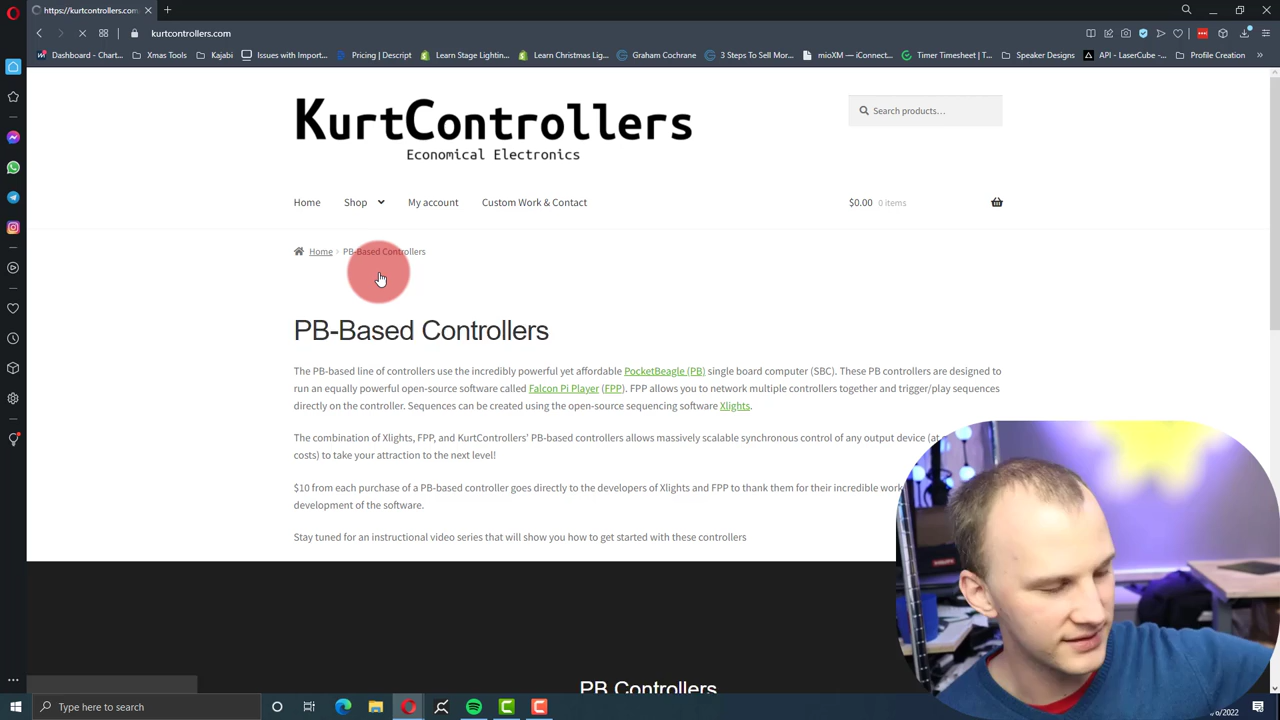 https://kurtcontrollers.com/
kurtcontrollers.com
Dashboard - Chart...
Xmas Tools
Kajabi
Issues with Import...
Pricing | Descript
Learn Stage Light...
Learn Christmas Lig...
Graham Cochrane
3 Steps To Sell Mor...
mioXM — iConnect...
Timer Timesheet | T...
Speaker Designs
API - LaserCube - B...
Profile Creation
KurtControllers
Economical Electronics
Search products…
Home
Shop
My account
Custom Work & Contact
$0.00 0 items
Home
PB-Based Controllers
PB-Based Controllers
The PB-based line of controllers use the incredibly powerful yet affordable PocketBeagle (PB) single board computer (SBC). These PB controllers are designed to
run an equally powerful open-source software called Falcon Pi Player (FPP). FPP allows you to network multiple controllers together and trigger/play sequences
directly on the controller. Sequences can be created using the open-source sequencing software Xlights.
The combination of Xlights, FPP, and KurtControllers' PB-based controllers allows massively scalable synchronous control of any output device (at
costs) to take your attraction to the next level!
$10 from each purchase of a PB-based controller goes directly to the developers of Xlights and FPP to thank them for their incredible work
development of the software.
Stay tuned for an instructional video series that will show you how to get started with these controllers
PB Controllers
Type here to search
/6/2022